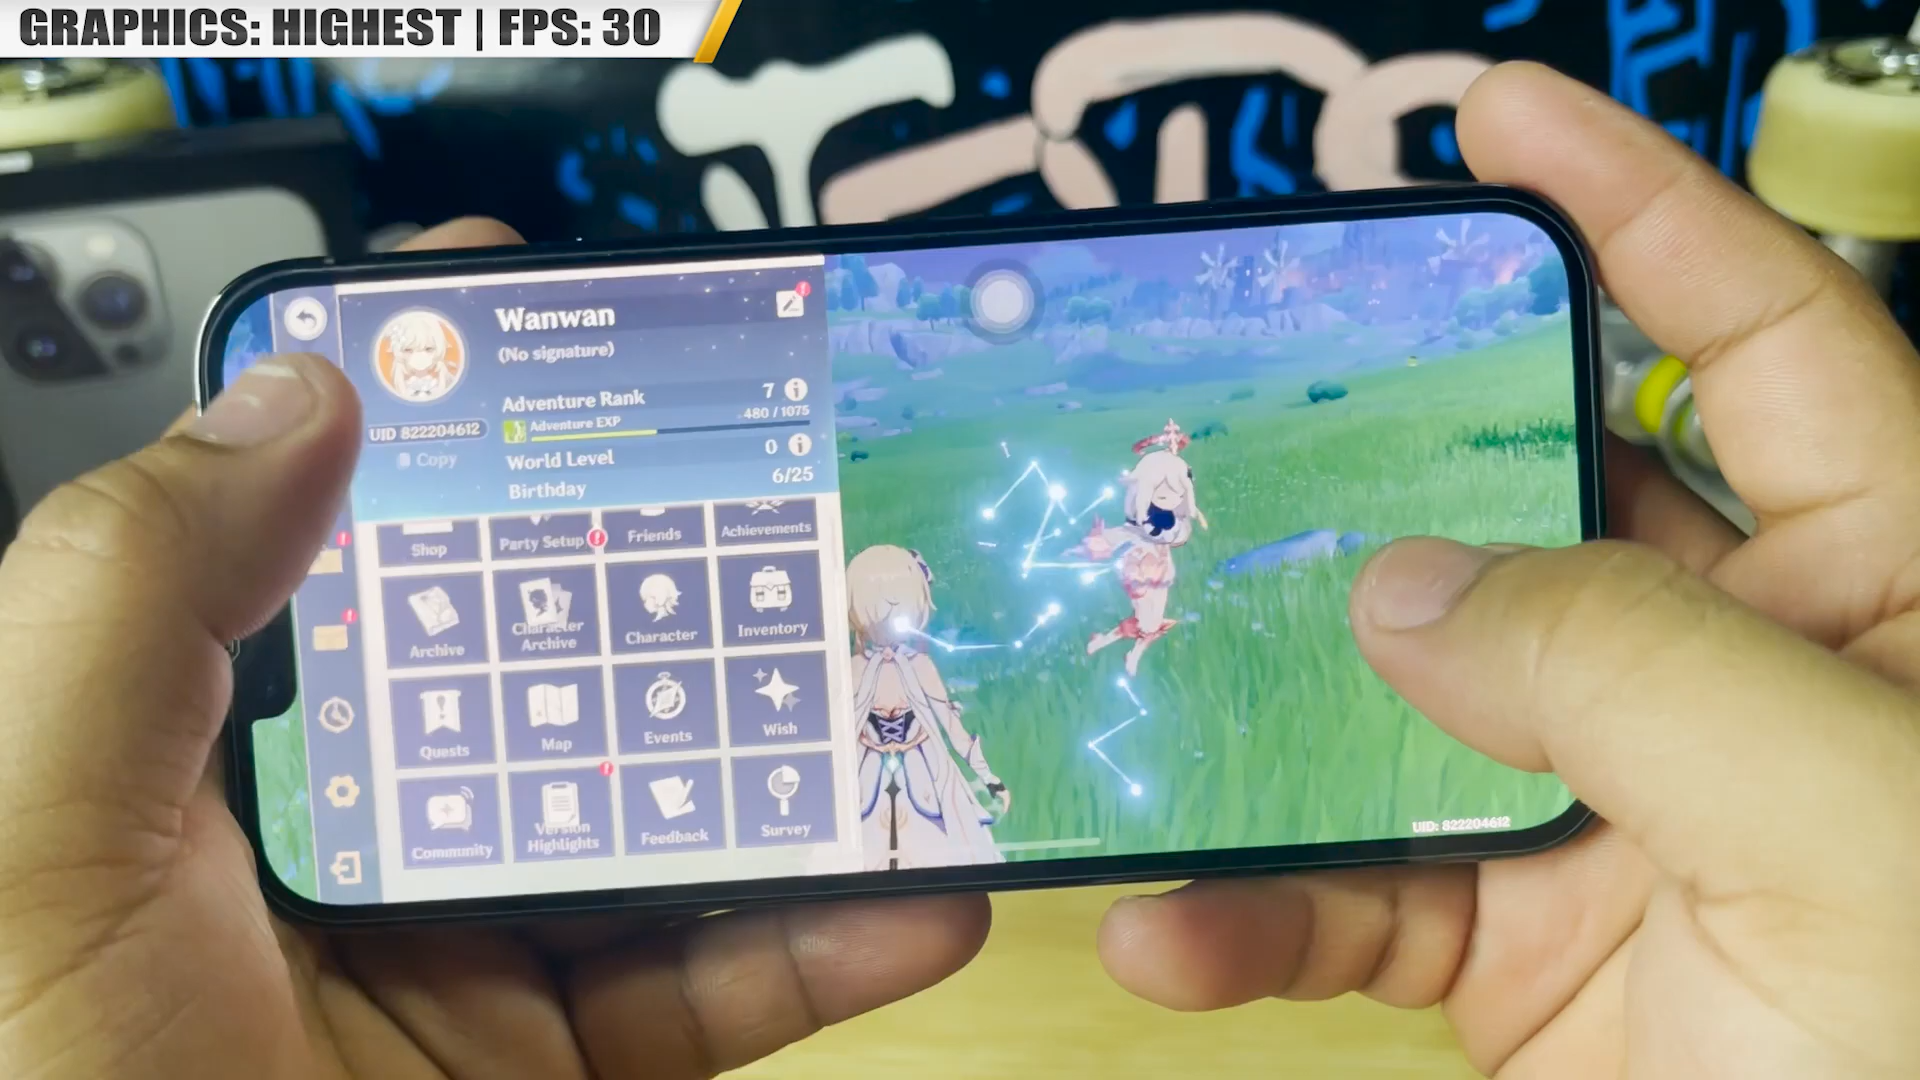 GRAPHICS: HIGHEST | FPS: 30
Wanwan
(No signature)
Adventure Rank 7
480 / 1075
Adventure EXP
UID 822204612
Copy
World Level 0
Birthday 6/25
Shop
Party Setup
Friends
Achievements
Archive
Character
Archive
Character
Inventory
Quests
Map
Events
Wish
Community
Version
Highlights
Feedback
Survey
UID: 822204612